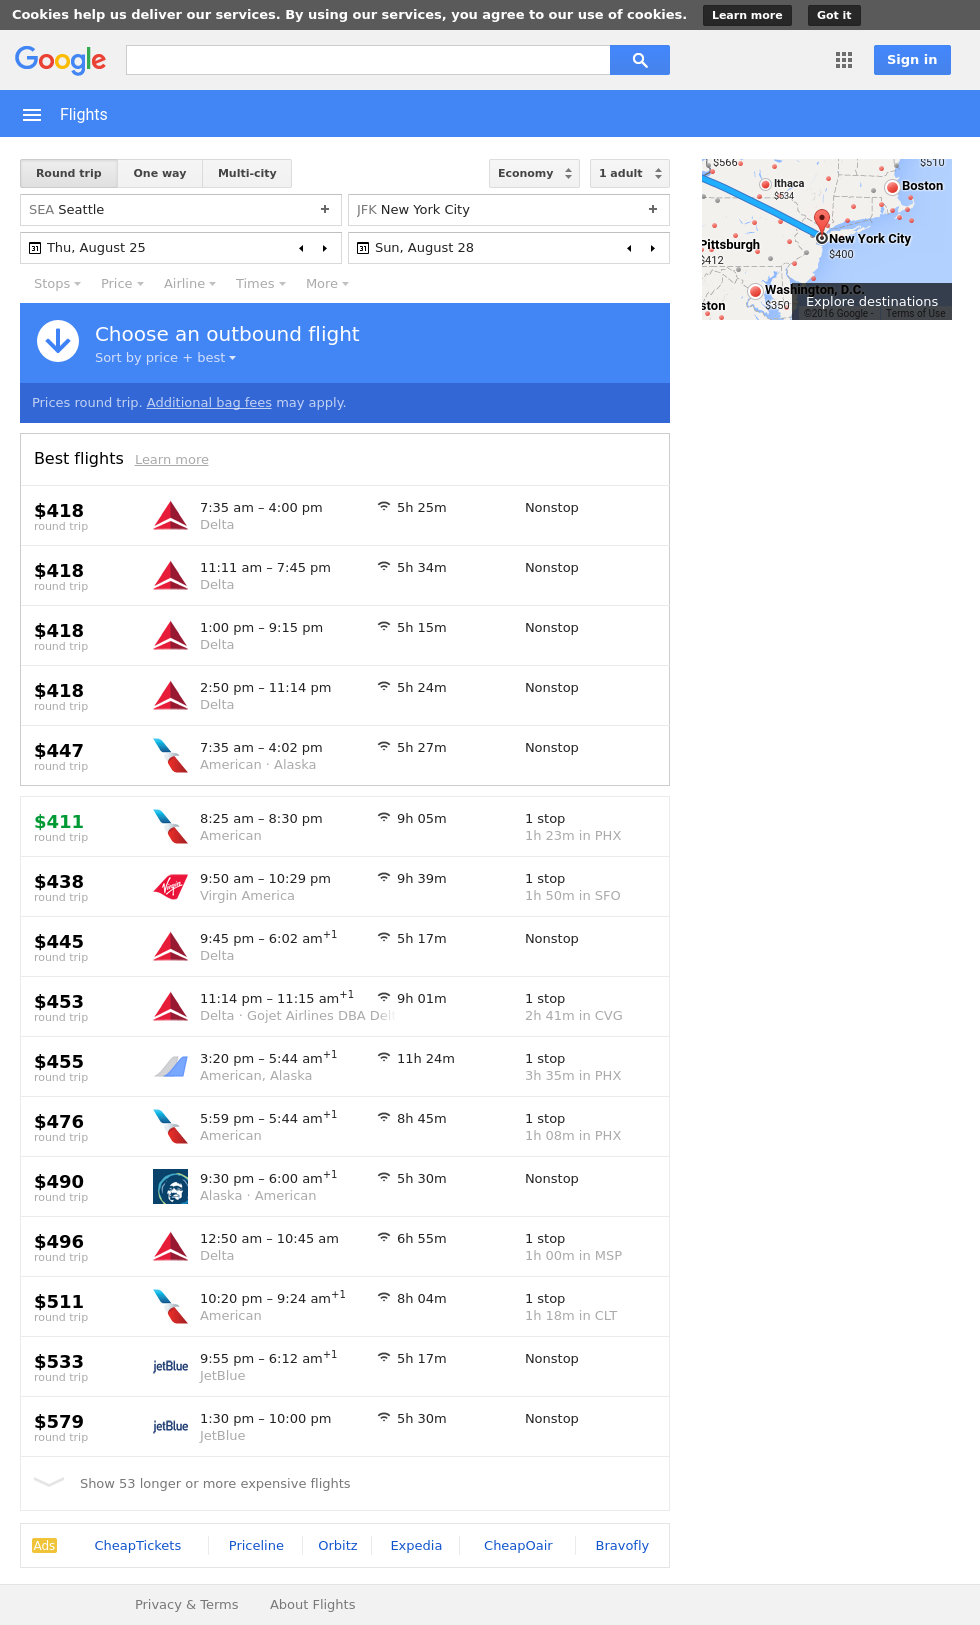 Cookies help us deliver our services. By using our services, you agree to our use of cookies. Learn more Got it
Google Sign in
Flights
Round trip One way Multi-city Economy 1 adult
SEA Seattle JFK New York City
Thu, August 25 Sun, August 28
Stops Price Airline Times More
$566 $510
Ithaca
$534
Boston
New York City
$400
Pittsburgh
$412
Washington, D.C.
$350
ston
Explore destinations
©2016 Google - Terms of Use
Choose an outbound flight
Sort by price + best
Prices round trip. Additional bag fees may apply.
Best flights Learn more
$418 7:35 am – 4:00 pm 5h 25m Nonstop
round trip Delta
$418 11:11 am – 7:45 pm 5h 34m Nonstop
round trip Delta
$418 1:00 pm – 9:15 pm 5h 15m Nonstop
round trip Delta
$418 2:50 pm – 11:14 pm 5h 24m Nonstop
round trip Delta
$447 7:35 am – 4:02 pm 5h 27m Nonstop
round trip American · Alaska
$411 8:25 am – 8:30 pm 9h 05m 1 stop
round trip American 1h 23m in PHX
$438 Virgin 9:50 am – 10:29 pm 9h 39m 1 stop
round trip Virgin America 1h 50m in SFO
$445 9:45 pm – 6:02 am+1 5h 17m Nonstop
round trip Delta
$453 11:14 pm – 11:15 am+1 9h 01m 1 stop
round trip Delta · Gojet Airlines DBA Delt 2h 41m in CVG
$455 3:20 pm – 5:44 am+1 11h 24m 1 stop
round trip American, Alaska 3h 35m in PHX
$476 5:59 pm – 5:44 am+1 8h 45m 1 stop
round trip American 1h 08m in PHX
$490 9:30 pm – 6:00 am+1 5h 30m Nonstop
round trip Alaska · American
$496 12:50 am – 10:45 am 6h 55m 1 stop
round trip Delta 1h 00m in MSP
$511 10:20 pm – 9:24 am+1 8h 04m 1 stop
round trip American 1h 18m in CLT
$533 jetBlue 9:55 pm – 6:12 am+1 5h 17m Nonstop
round trip JetBlue
$579 jetBlue 1:30 pm – 10:00 pm 5h 30m Nonstop
round trip JetBlue
Show 53 longer or more expensive flights
Ads CheapTickets Priceline Orbitz Expedia CheapOair Bravofly
Privacy & Terms About Flights